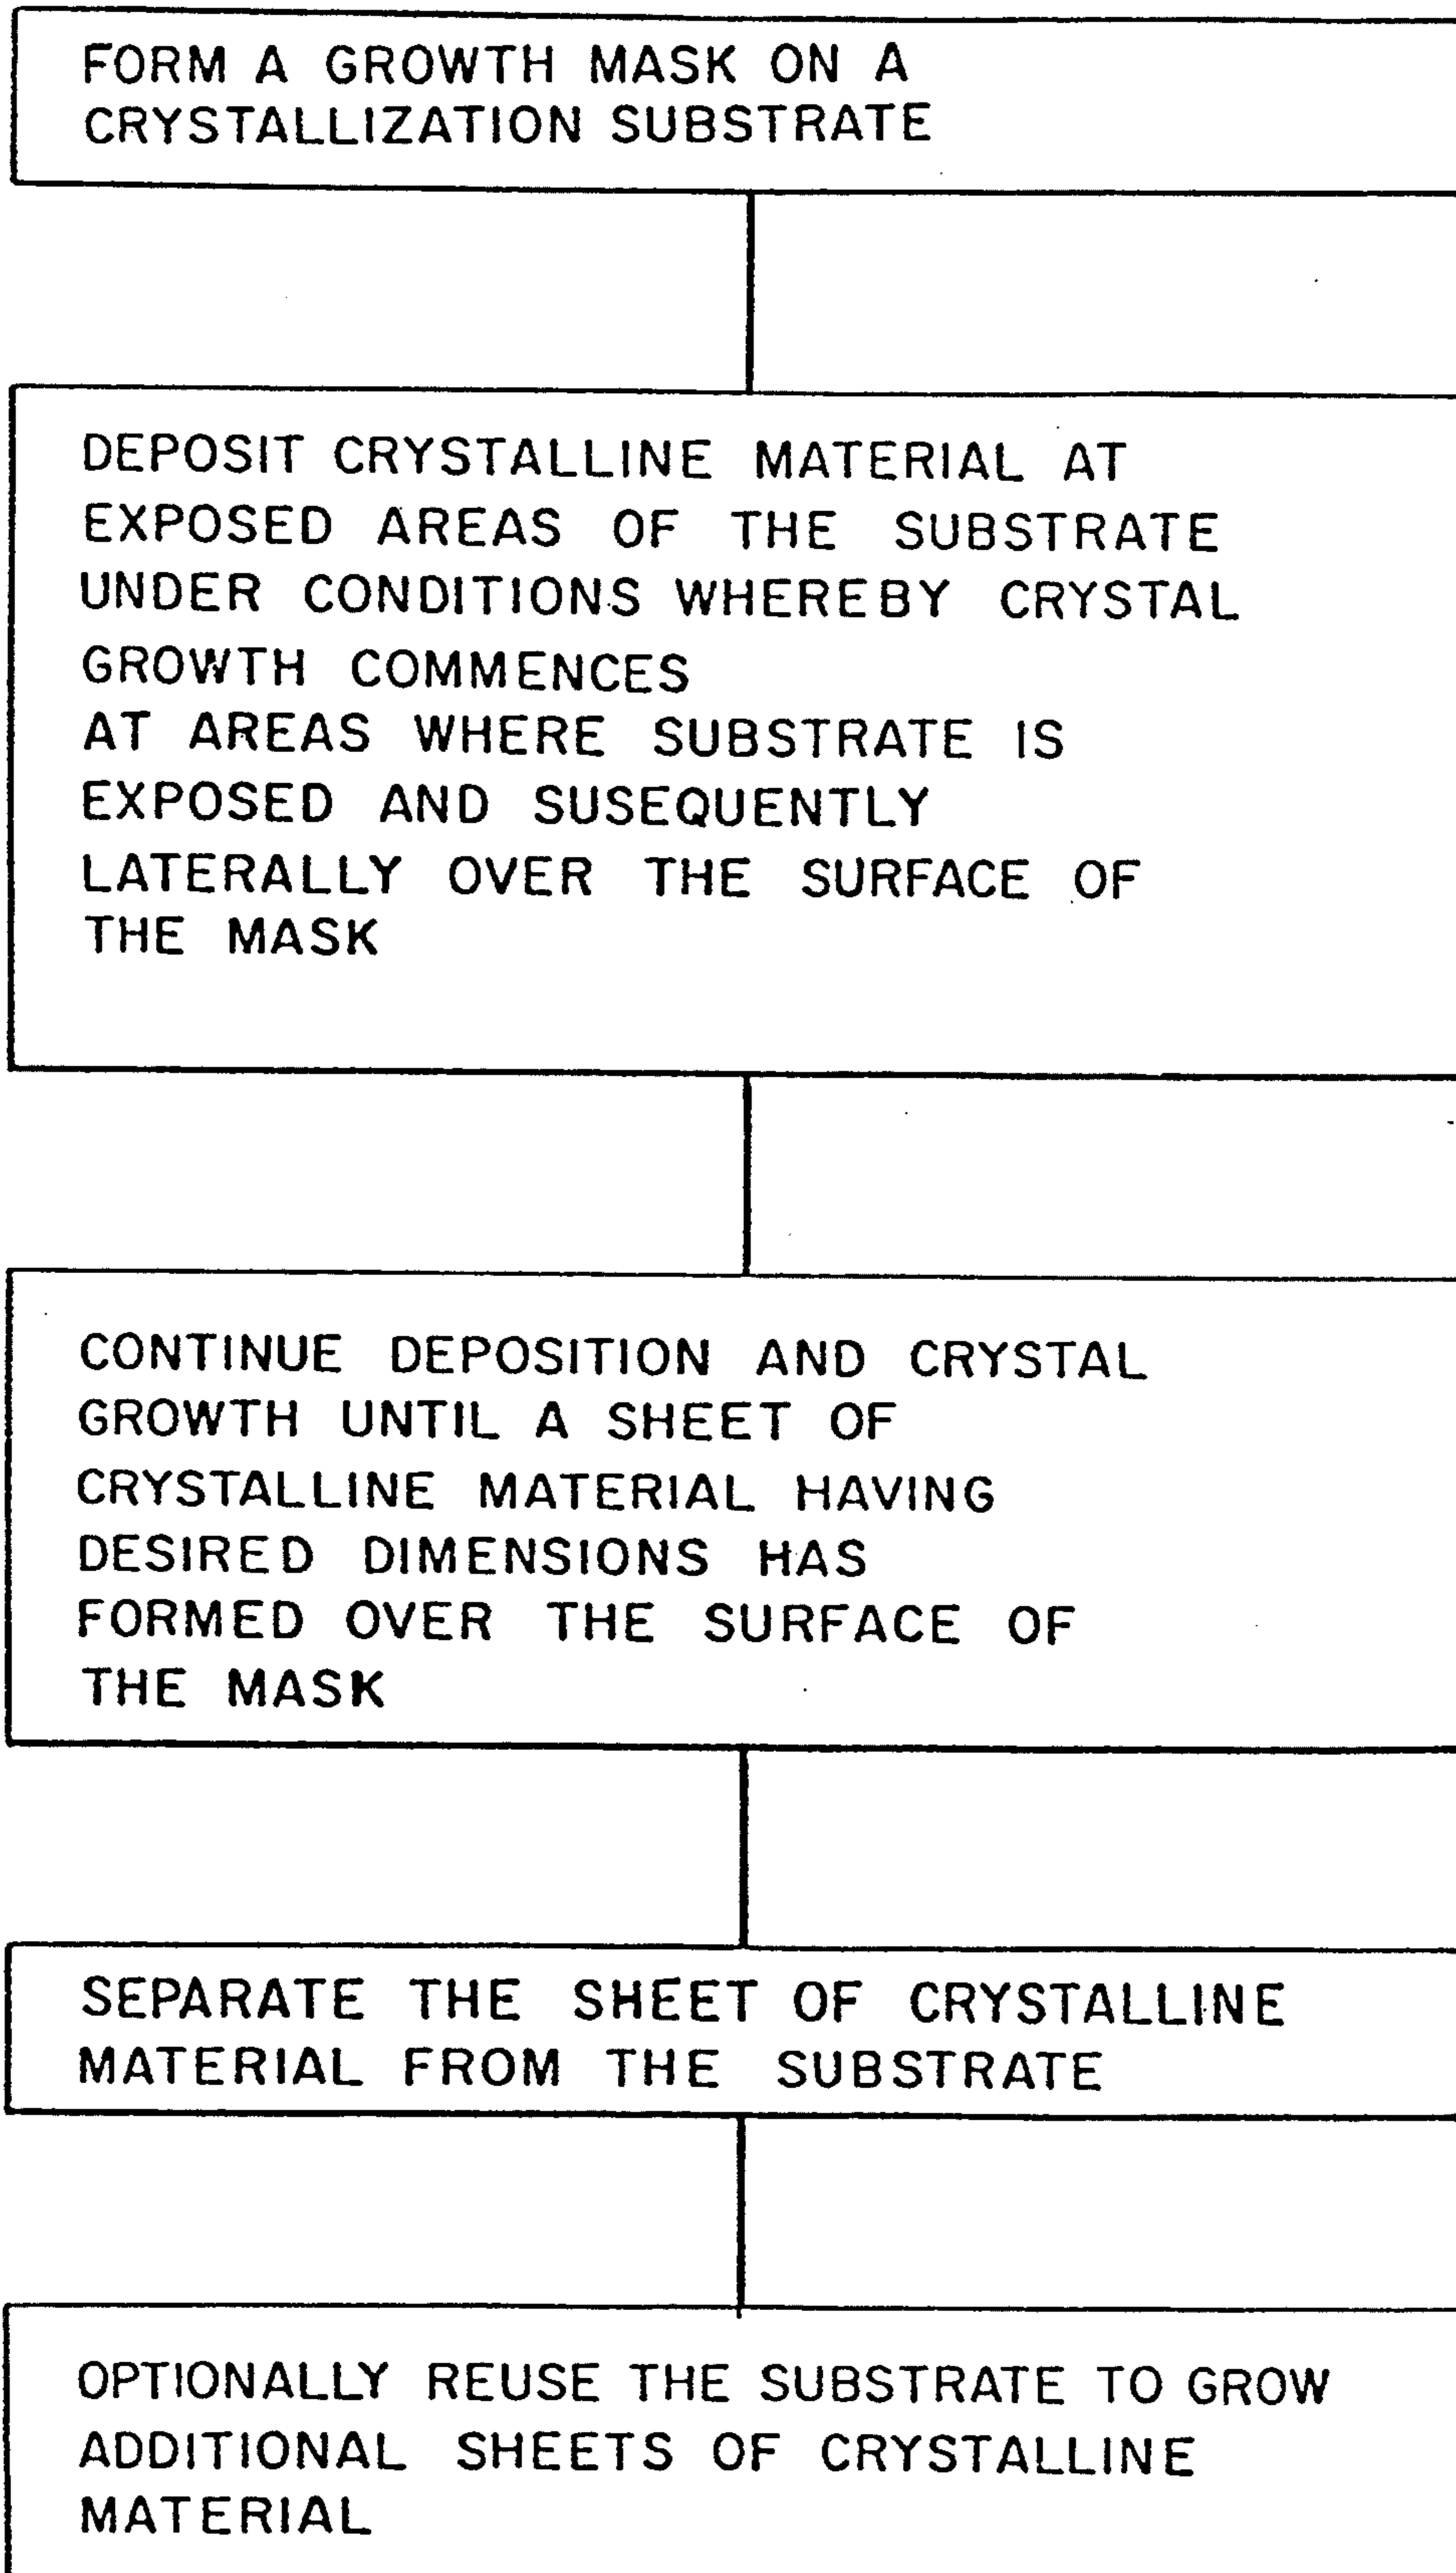 FORM A GROWTH MASK ON A
CRYSTALLIZATION SUBSTRATE
DEPOSIT CRYSTALLINE MATERIAL AT
EXPOSED AREAS OF THE SUBSTRATE
UNDER CONDITIONS WHEREBY CRYSTAL
GROWTH COMMENCES
AT AREAS WHERE SUBSTRATE IS
EXPOSED AND SUSEQUENTLY
LATERALLY OVER THE SURFACE OF
THE MASK
CONTINUE DEPOSITION AND CRYSTAL
GROWTH UNTIL A SHEET OF
CRYSTALLINE MATERIAL HAVING
DESIRED DIMENSIONS HAS
FORMED OVER THE SURFACE OF
THE MASK
SEPARATE THE SHEET OF CRYSTALLINE
MATERIAL FROM THE SUBSTRATE
OPTIONALLY REUSE THE SUBSTRATE TO GROW
ADDITIONAL SHEETS OF CRYSTALLINE
MATERIAL